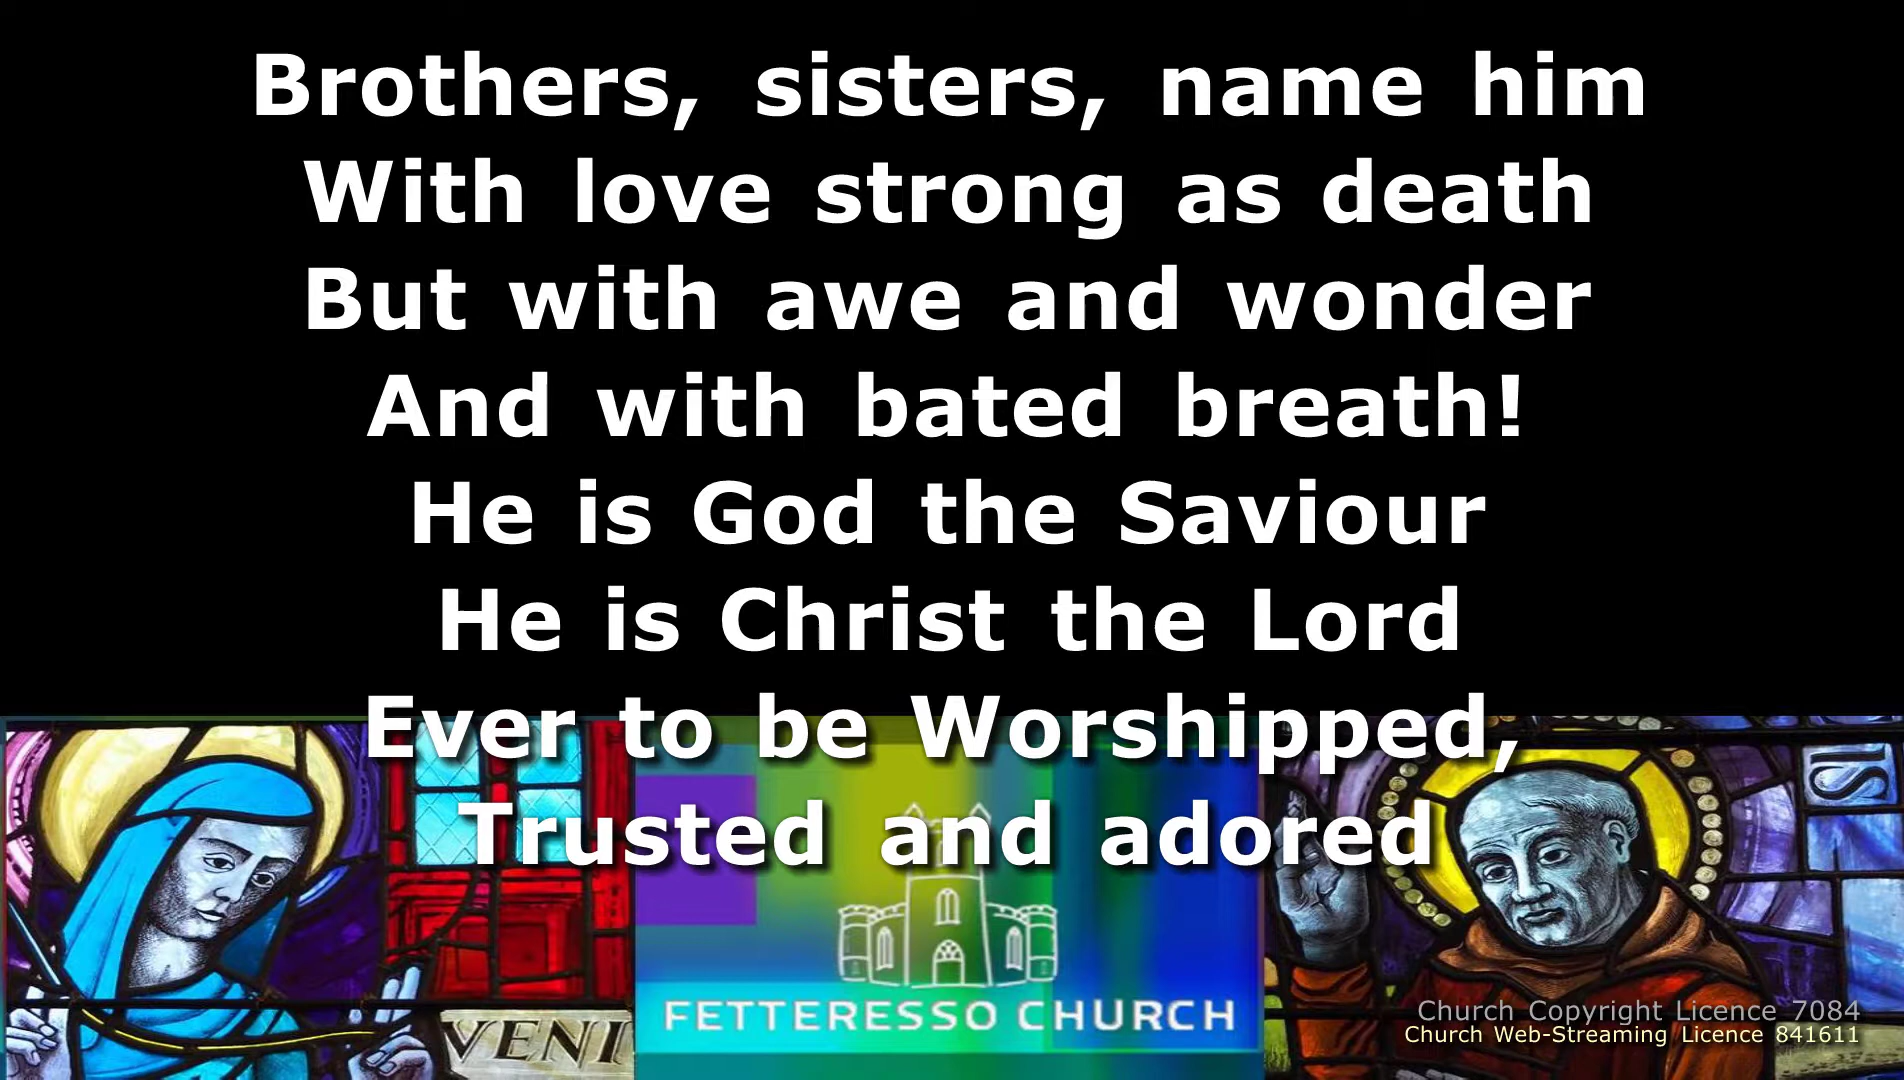 Brothers, sisters, name him
With love strong as death
But with awe and wonder
And with bated breath!
He is God the Saviour
He is Christ the Lord
Ever to be Worshipped,
Trusted and adored
IS
VENI
FETTERESSO CHURCH
Church Copyright Licence 7084
Church Web-Streaming Licence 841611